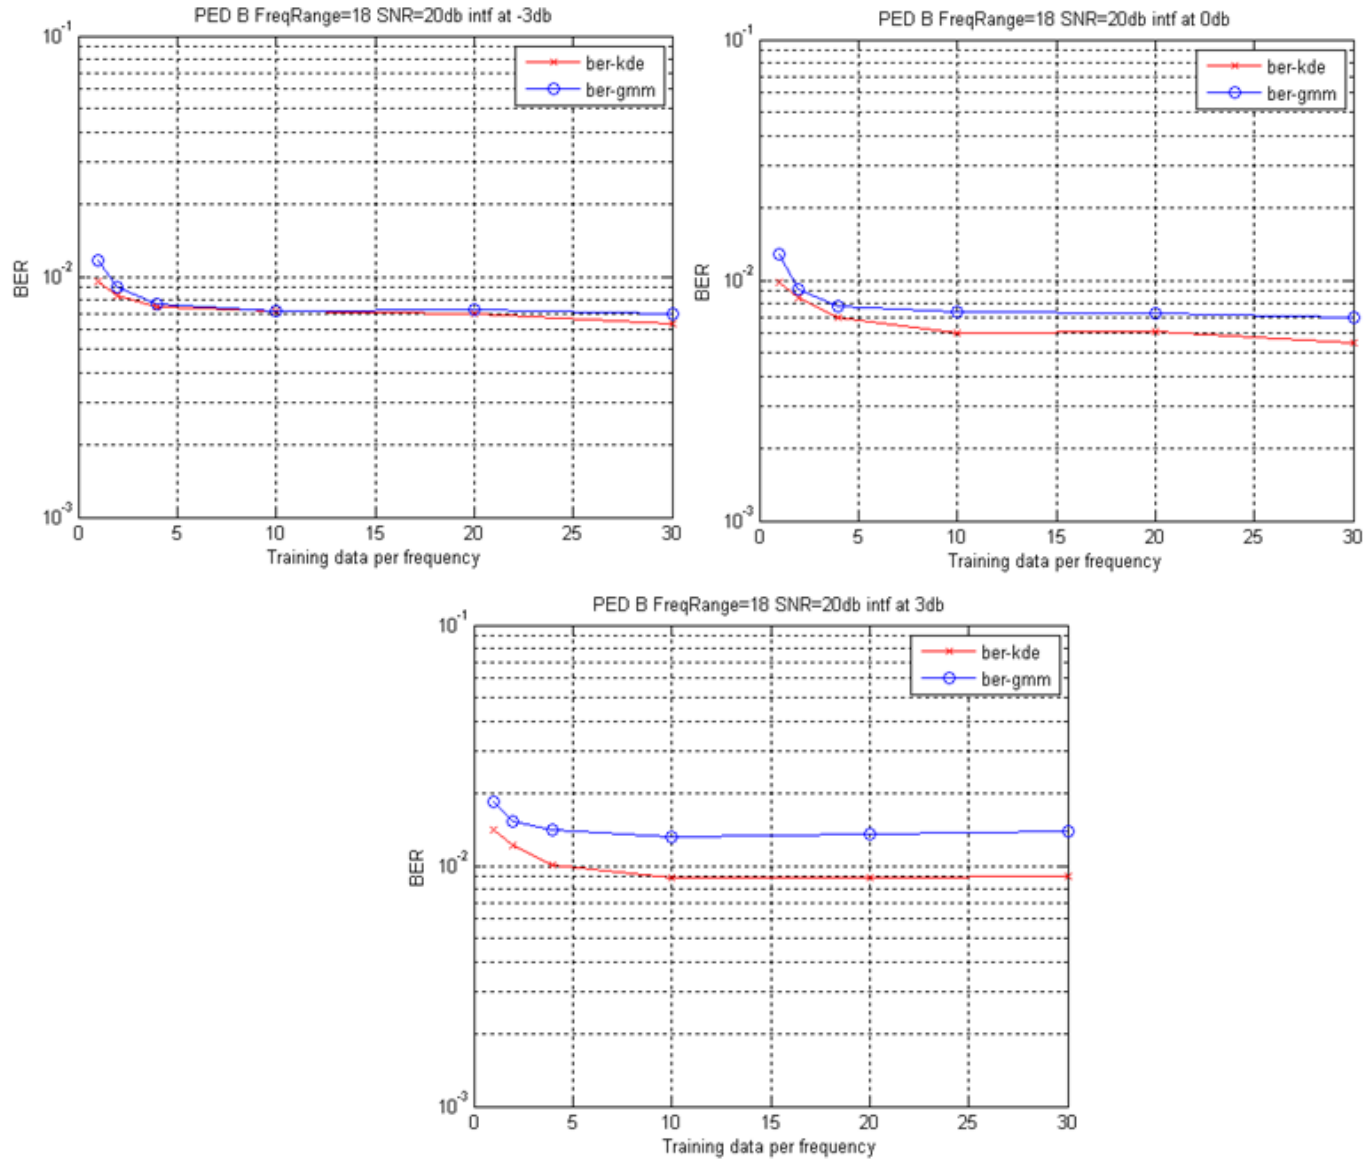 PED B FreqRange=18 SNR=20db intf at -3db
10^-1
ber-kde
ber-gmm
BER
10^-2
10^-3
0 5 10 15 20 25 30
Training data per frequency
PED B FreqRange=18 SNR=20db intf at 0db
10^-1
ber-kde
ber-gmm
BER
10^-2
10^-3
0 5 10 15 20 25 30
Training data per frequency
PED B FreqRange=18 SNR=20db intf at 3db
10^-1
ber-kde
ber-gmm
BER
10^-2
10^-3
0 5 10 15 20 25 30
Training data per frequency